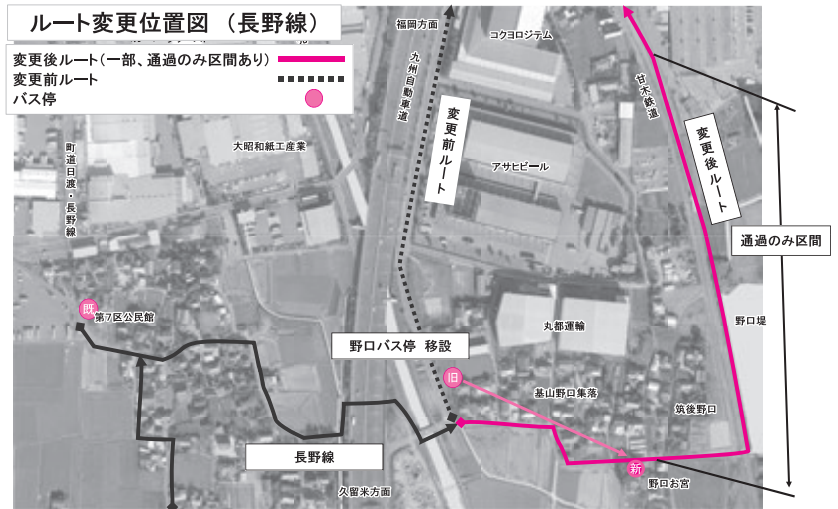 ルート変更位置図 （長野線）
変更後ルート(一部、通過のみ区間あり)
変更前ルート
バス停
福岡方面
コクヨロジテム
九州自動車道
甘木鉄道
町道日渡・長野線
大昭和紙工産業
変更前ルート
アサヒビール
変更後ルート
通過のみ区間
既
第7区公民館
丸都運輸
野口堤
野口バス停 移設
旧
基山野口集落
筑後野口
長野線
新
野口お宮
久留米方面